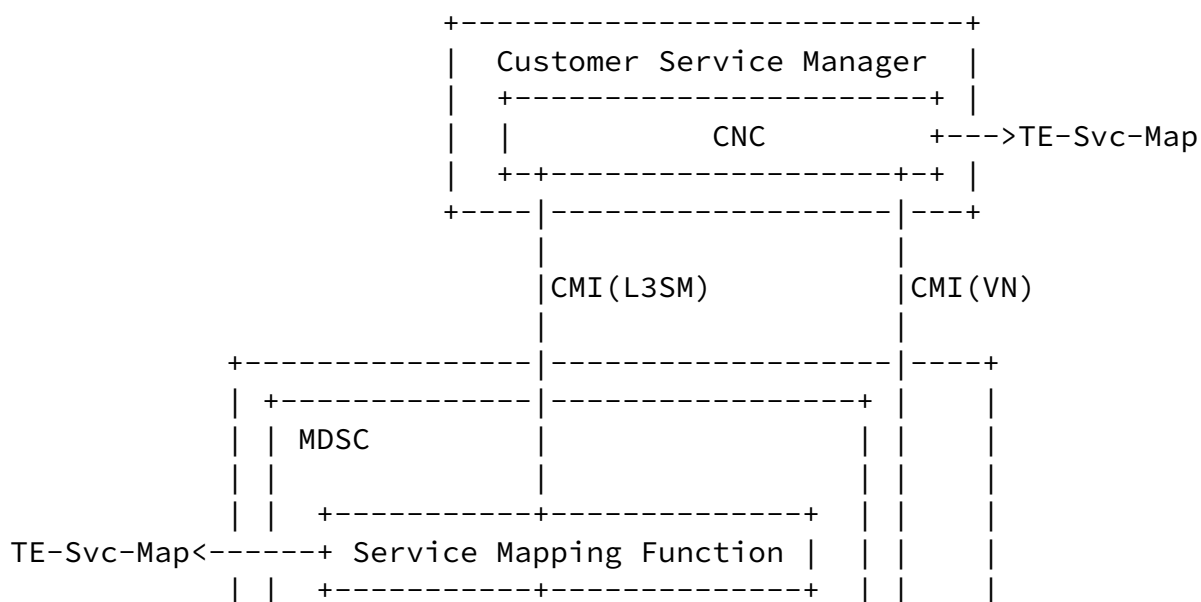 Customer Service Manager
CNC
TE-Svc-Map
CMI(L3SM) CMI(VN)
MDSC
TE-Svc-Map Service Mapping Function